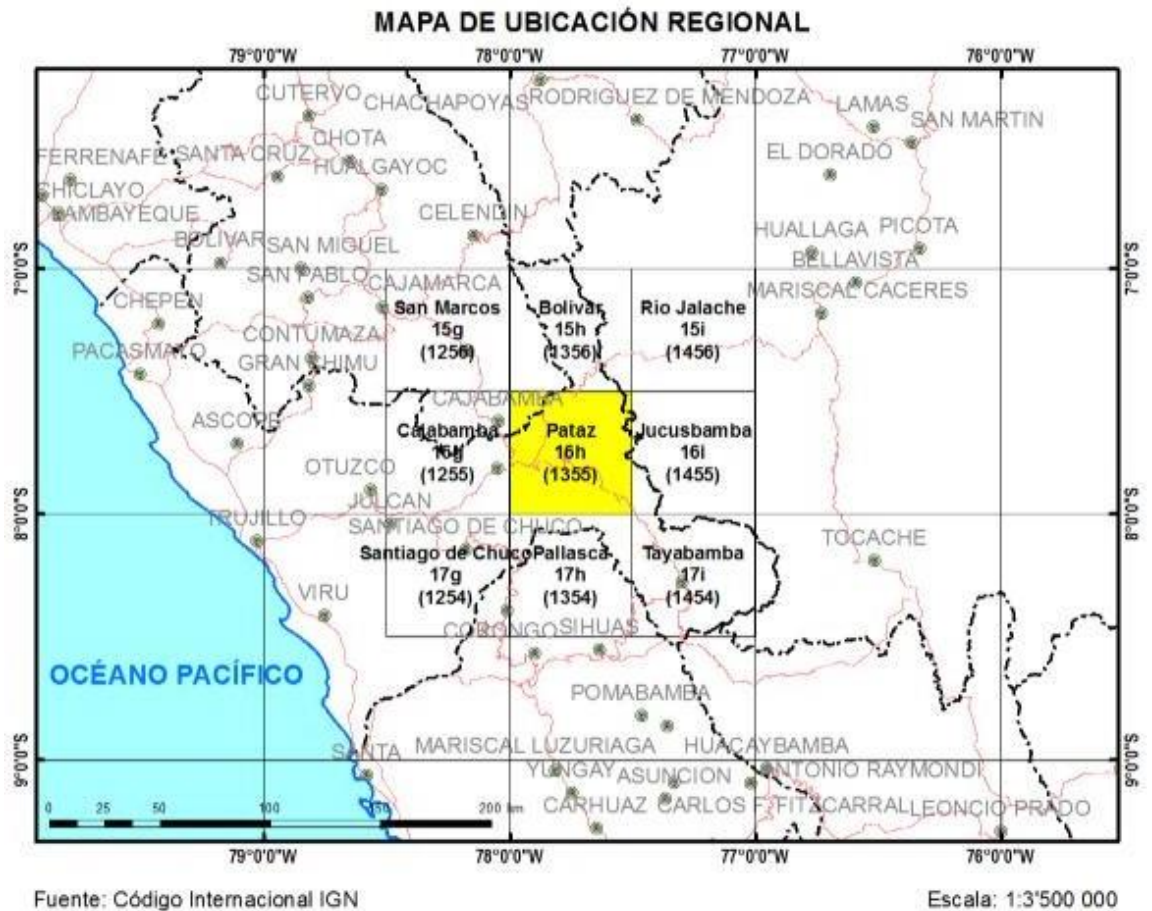 MAPA DE UBICACIÓN REGIONAL
79°0'0"W
78°0'0"W
77°0'0"W
76°0'0"W
CUTERVO
CHACHAPOYAS
RODRIGUEZ DE MENDOZA
LAMAS
SAN MARTIN
CHOTA
EL DORADO
FERREÑAFE
SANTA CRUZ
HUALGAYOC
CHICLAYO
LAMBAYEQUE
CELENDIN
BOLIVAR
SAN MIGUEL
HUALLAGA
PICOTA
BELLAVISTA
7°0'0"S
SAN PABLO
CAJAMARCA
MARISCAL CACERES
7°0'0"S
CHEPEN
San Marcos
15g
(1256)
Bolívar
15h
(1356)
Río Jalache
15i
(1456)
CONTUMAZA
PACASMAYO
GRAN CHIMU
CAJABAMBA
ASCOPE
Cajabamba
16g
(1255)
Pataz
16h
(1355)
Jucusbamba
16i
(1455)
OTUZCO
JULCAN
8°0'0"S
TRUJILLO
SANTIAGO DE CHUCO
8°0'0"S
TOCACHE
Santiago de Chuco
17g
(1254)
Pallasca
17h
(1354)
Tayabamba
17i
(1454)
VIRU
CORONGO
SIHUAS
OCÉANO PACÍFICO
POMABAMBA
SANTA
MARISCAL LUZURIAGA
HUACAYBAMBA
9°0'0"S
YUNGAY
ASUNCION
ANTONIO RAYMONDI
9°0'0"S
CARHUAZ
CARLOS F. FITZCARRAL
LEONCIO PRADO
0 25 50 100 150 200 km
79°0'0"W
78°0'0"W
77°0'0"W
76°0'0"W
Fuente: Código Internacional IGN
Escala: 1:3'500 000